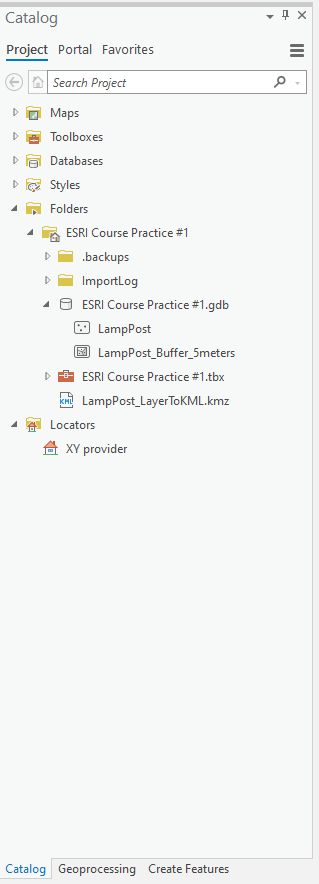 Catalog
Project Portal Favorites
Search Project
Maps
Toolboxes
Databases
Styles
Folders
ESRI Course Practice #1
.backups
ImportLog
ESRI Course Practice #1.gdb
LampPost
LampPost_Buffer_5meters
ESRI Course Practice #1.tbx
KML LampPost_LayerToKML.kmz
Locators
XY provider
Catalog Geoprocessing Create Features